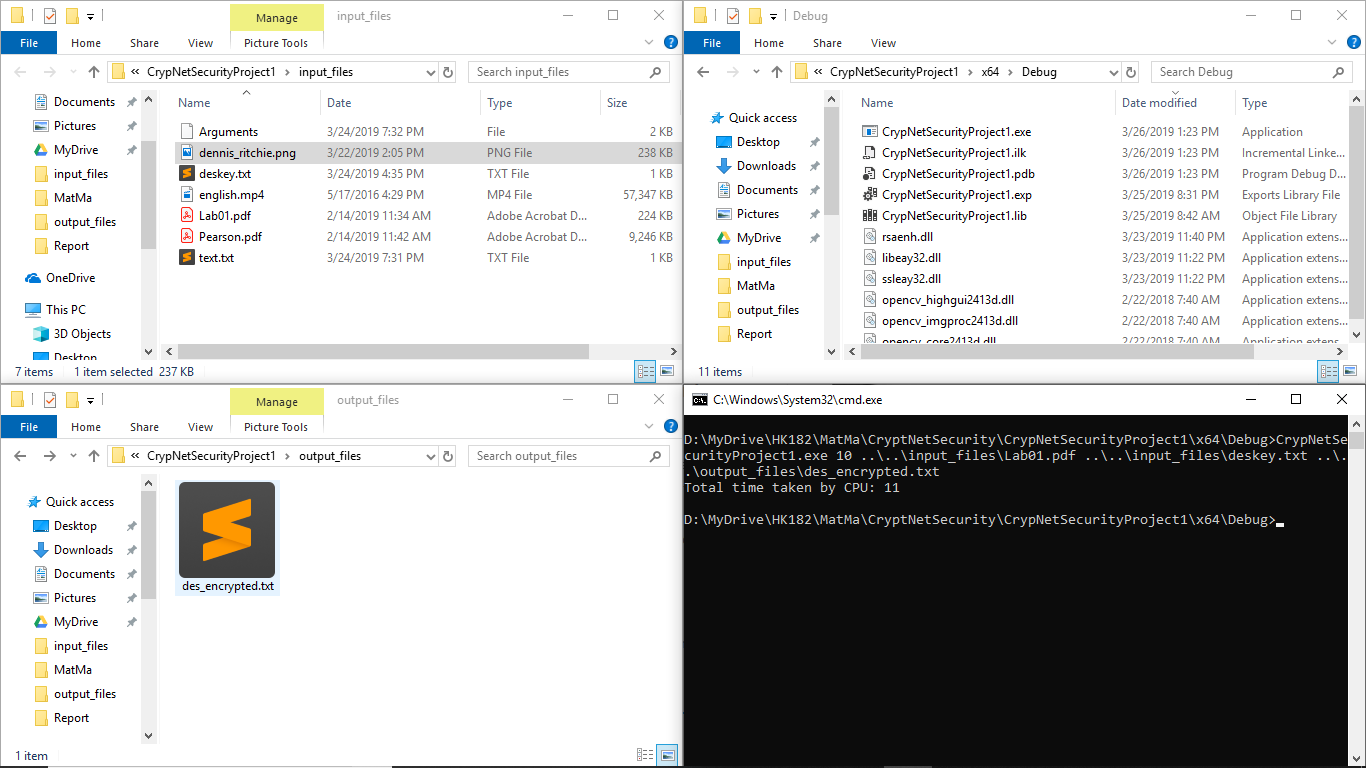 Manage
input_files
File
Home
Share
View
Picture Tools
«
CrypNetSecurityProject1
input_files
Search input_files
Documents
Pictures
MyDrive
input_files
MatMa
output_files
Report
OneDrive
This PC
3D Objects
Desktop
Name Date Type Size
Arguments 3/24/2019 7:32 PM File 2 KB
dennis_ritchie.png 3/22/2019 2:05 PM PNG File 238 KB
deskey.txt 3/24/2019 4:35 PM TXT File 1 KB
english.mp4 5/17/2016 4:29 PM MP4 File 57,347 KB
Lab01.pdf 2/14/2019 11:34 AM Adobe Acrobat D... 224 KB
Pearson.pdf 2/14/2019 11:42 AM Adobe Acrobat D... 9,246 KB
text.txt 3/24/2019 7:31 PM TXT File 1 KB
7 items 1 item selected 237 KB
Debug
File
Home
Share
View
«
CrypNetSecurityProject1
x64
Debug
Search Debug
Quick access
Desktop
Downloads
Documents
Pictures
MyDrive
input_files
MatMa
output_files
Report
Name Date modified Type
CrypNetSecurityProject1.exe 3/26/2019 1:23 PM Application
CrypNetSecurityProject1.ilk 3/26/2019 1:23 PM Incremental Linke...
CrypNetSecurityProject1.pdb 3/26/2019 1:23 PM Program Debug D...
CrypNetSecurityProject1.exp 3/25/2019 8:31 PM Exports Library File
CrypNetSecurityProject1.lib 3/25/2019 8:42 AM Object File Library
rsaenh.dll 3/23/2019 11:40 PM Application extens...
libeay32.dll 3/23/2019 11:22 PM Application extens...
ssleay32.dll 3/23/2019 11:22 PM Application extens...
opencv_highgui2413d.dll 2/22/2018 7:40 AM Application extens...
opencv_imgproc2413d.dll 2/22/2018 7:40 AM Application extens...
opencv_core2413d.dll 2/22/2018 7:40 AM Application extens...
11 items
Manage
output_files
File
Home
Share
View
Picture Tools
«
CrypNetSecurityProject1
output_files
Search output_files
Quick access
Desktop
Downloads
Documents
Pictures
MyDrive
input_files
MatMa
output_files
Report
des_encrypted.txt
1 item
C:\Windows\System32\cmd.exe
D:\MyDrive\HK182\MatMa\CryptNetSecurity\CrypNetSecurityProject1\x64\Debug>CrypNetSe
curityProject1.exe 10 ..\..\input_files\Lab01.pdf ..\..\input_files\deskey.txt ..\.
.\output_files\des_encrypted.txt
Total time taken by CPU: 11
D:\MyDrive\HK182\MatMa\CryptNetSecurity\CrypNetSecurityProject1\x64\Debug>